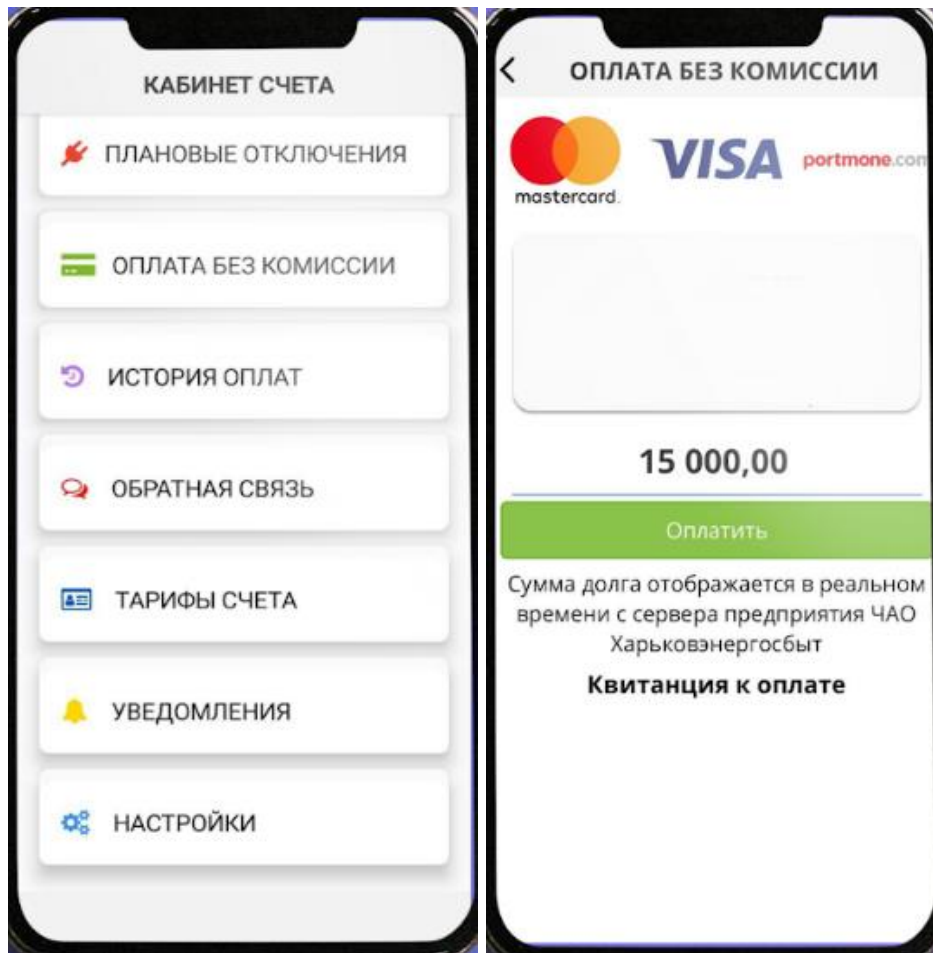 КАБИНЕТ СЧЕТА
ПЛАНОВЫЕ ОТКЛЮЧЕНИЯ
ОПЛАТА БЕЗ КОМИССИИ
ИСТОРИЯ ОПЛАТ
ОБРАТНАЯ СВЯЗЬ
ТАРИФЫ СЧЕТА
УВЕДОМЛЕНИЯ
НАСТРОЙКИ
ОПЛАТА БЕЗ КОМИССИИ
mastercard.
VISA
portmone.com
15 000,00
Оплатить
Сумма долга отображается в реальном
времени с сервера предприятия ЧАО
Харьковэнергосбыт
Квитанция к оплате